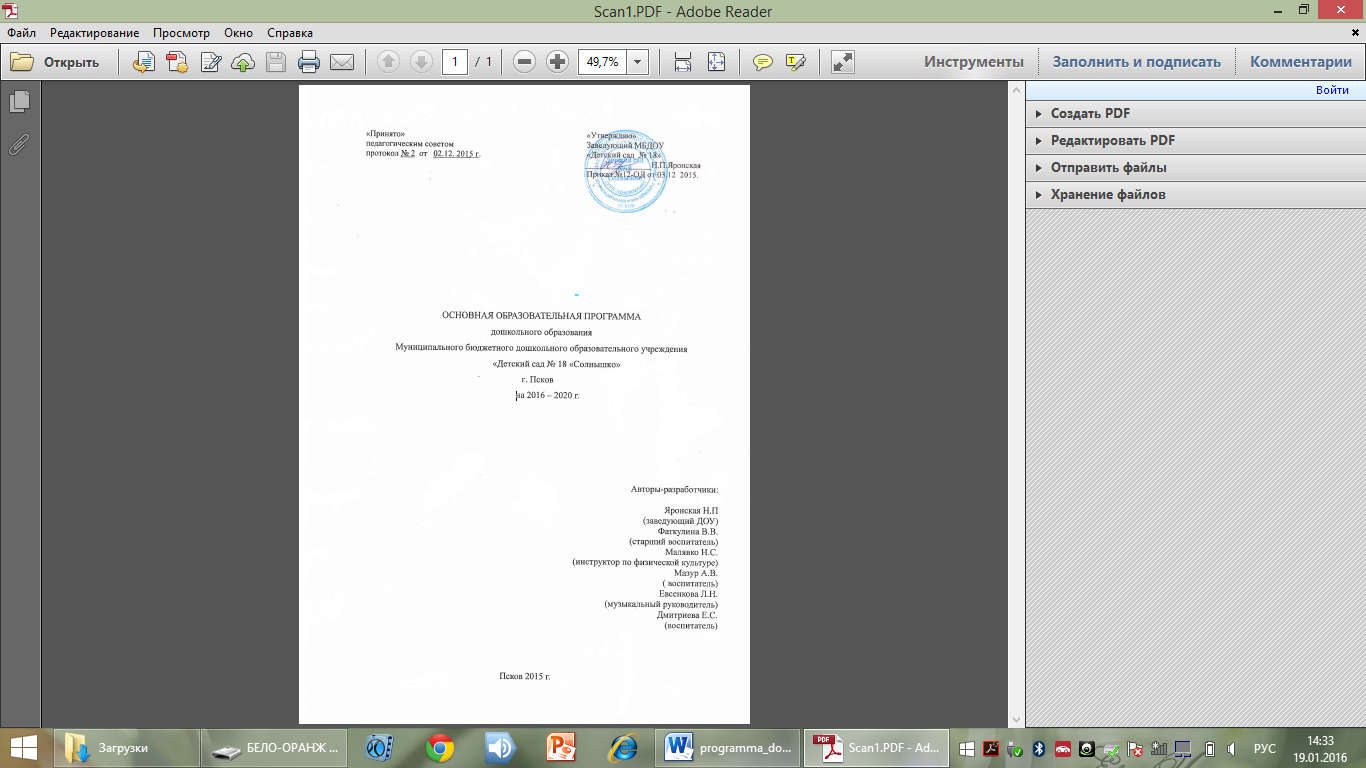 Scan1.PDF - Adobe Reader
Файл Редактирование Просмотр Окно Справка
Открыть 1 / 1 49,7% Инструменты Заполнить и подписать Комментарии
Войти
Создать PDF
Редактировать PDF
Отправить файлы
Хранение файлов
«Принято»
педагогическим советом
протокол № 2 от 02.12. 2015 г.
«Утверждаю»
Заведующий МБДОУ
«Детский сад № 18»
Н.П.Яронская
Приказ №12-ОД от 03.12 2015.
ОСНОВНАЯ ОБРАЗОВАТЕЛЬНАЯ ПРОГРАММА
дошкольного образования
Муниципального бюджетного дошкольного образовательного учреждения
«Детский сад № 18 «Солнышко»
г. Псков
на 2016 – 2020 г.
Авторы-разработчики:
Яронская Н.П
(заведующий ДОУ)
Фаткулина В.В.
(старший воспитатель)
Малявко Н.С.
(инструктор по физической культуре)
Мазур А.В.
( воспитатель)
Евсенкова Л.Н.
(музыкальный руководитель)
Дмитриева Е.С.
(воспитатель)
Псков 2015 г.
Загрузки БЕЛО-ОРАНЖ ... programma_do... Scan1.PDF - Ad... РУС 14:33
19.01.2016